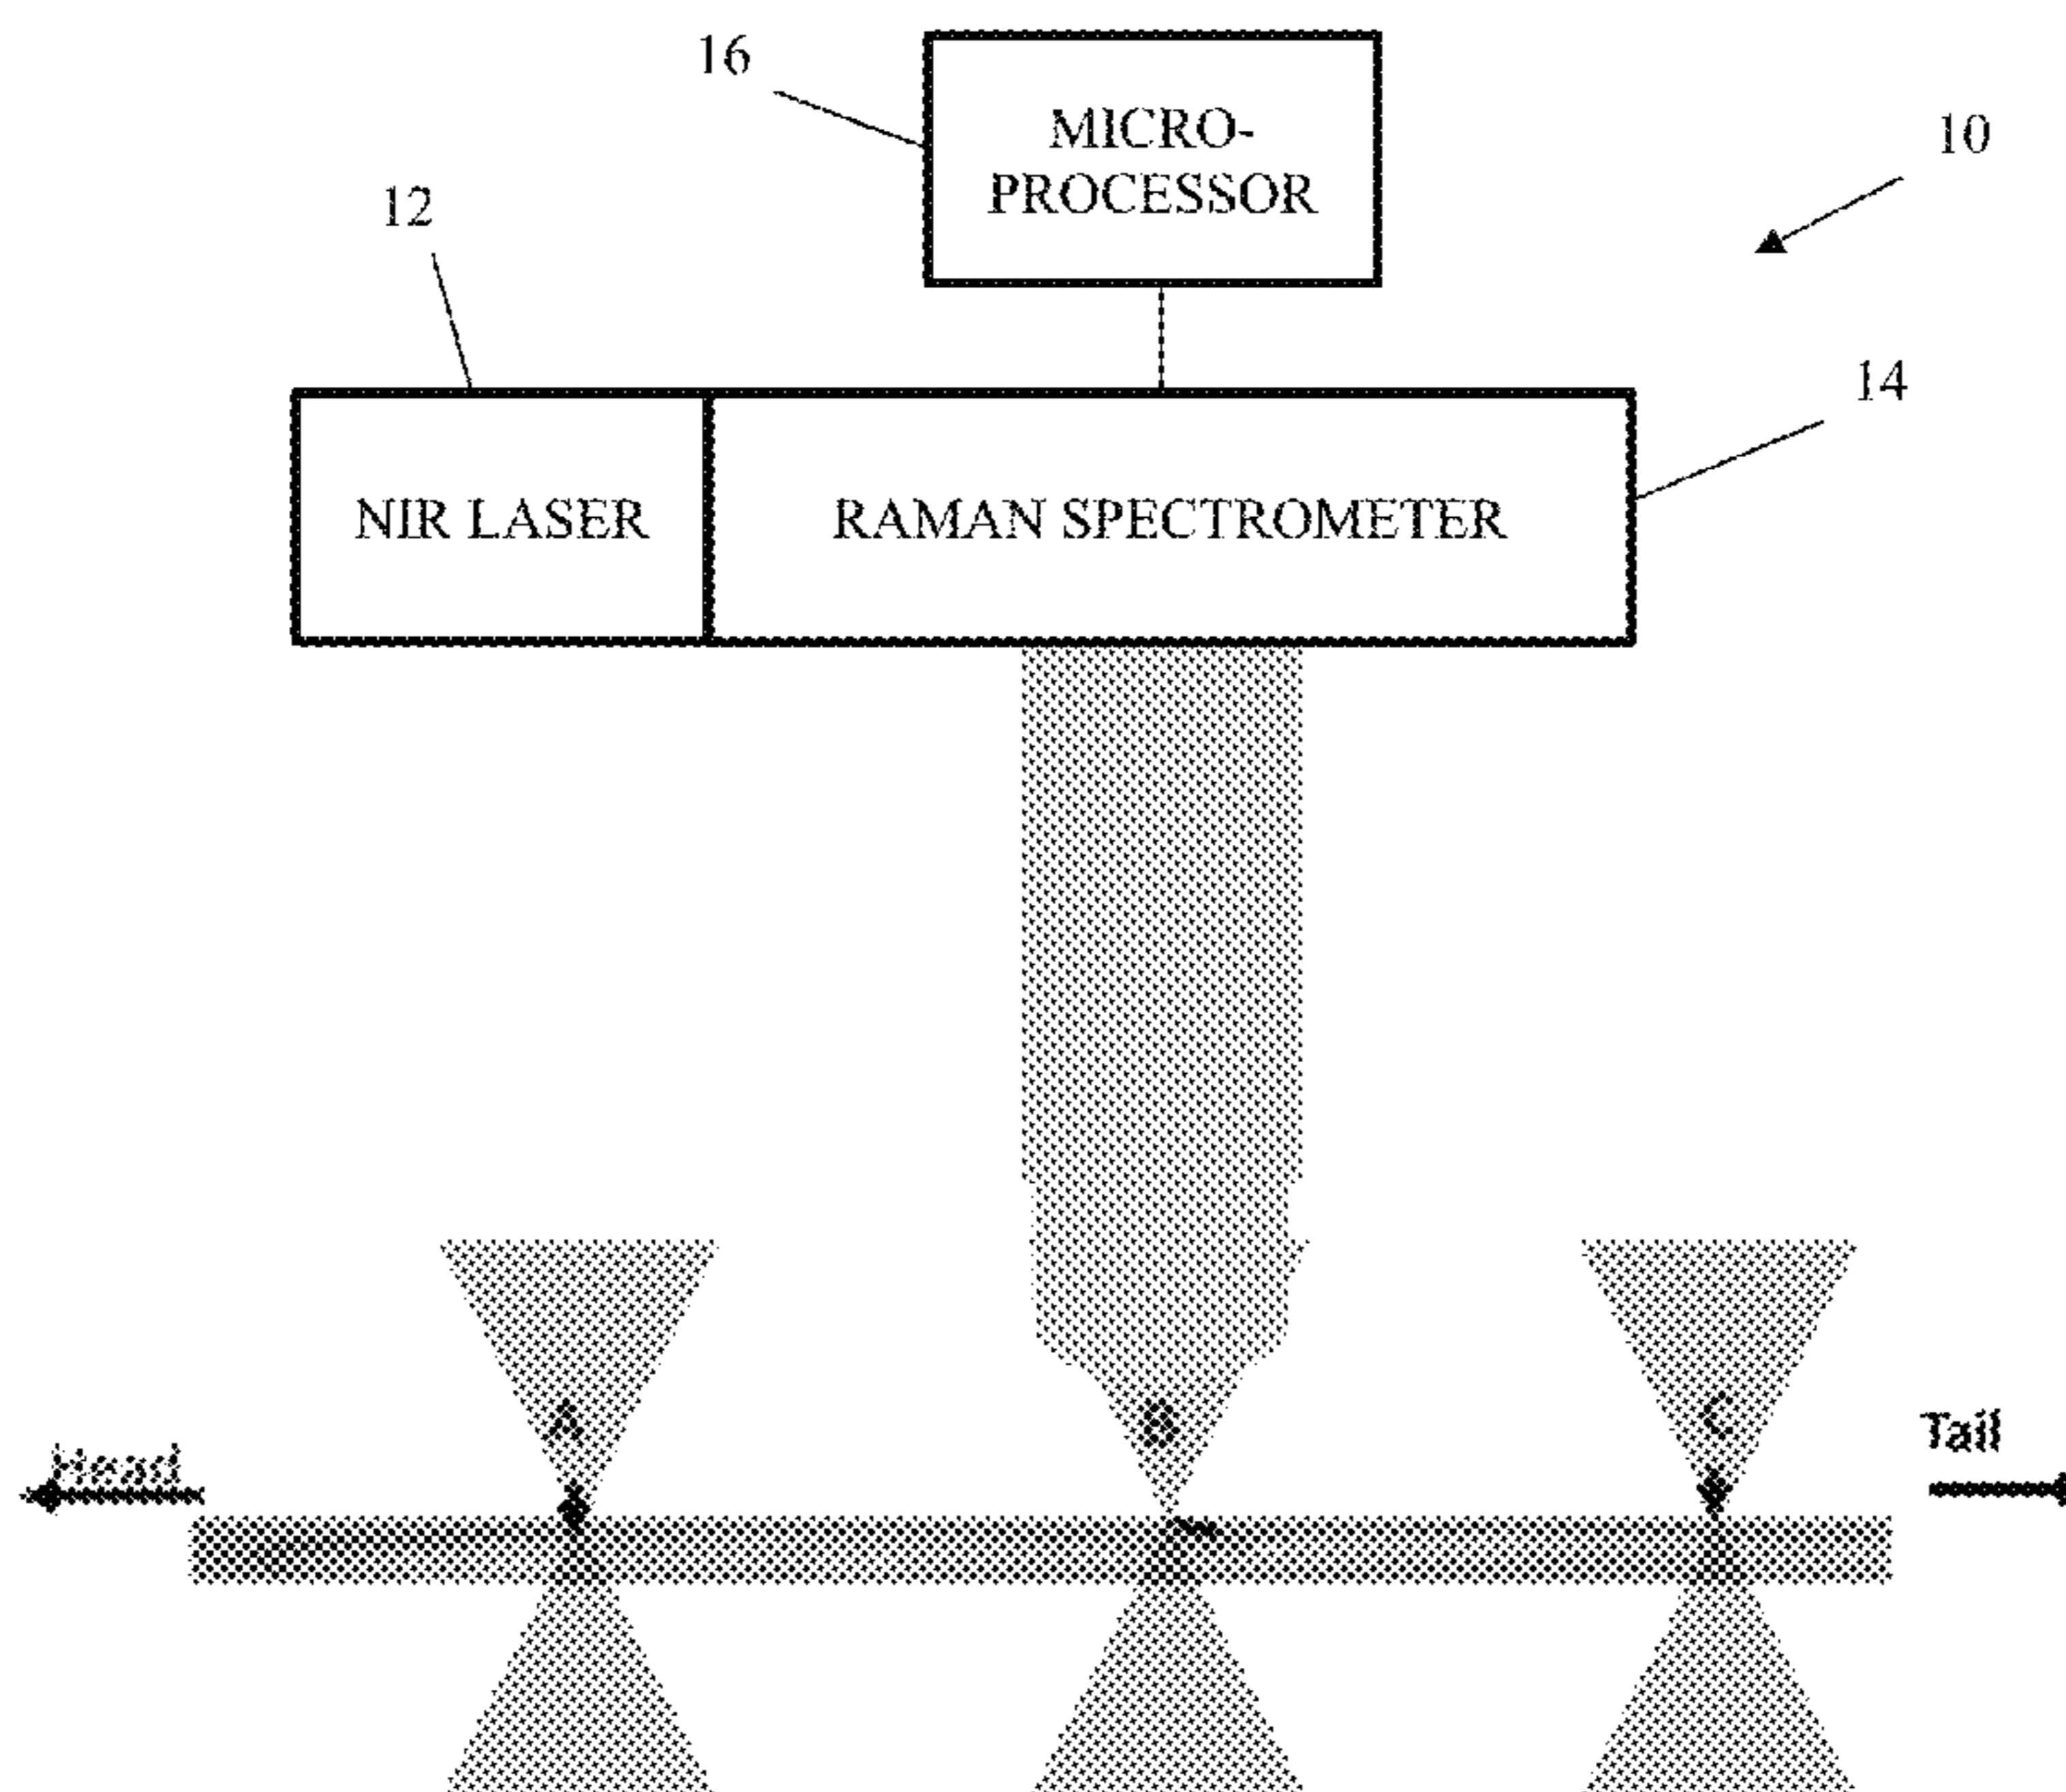 16
MICRO-
PROCESSOR
10
12
14
NIR LASER
RAMAN SPECTROMETER
A
B
C
Head
Tail